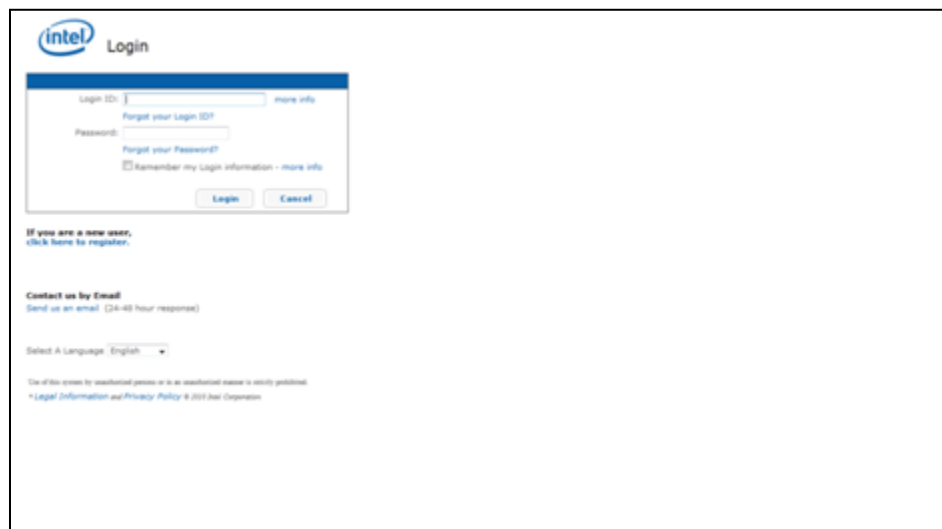 intel
Login
Login ID: more info
Forgot your Login ID?
Password:
Forgot your Password?
Remember my Login information - more info
Login Cancel
If you are a new user,
click here to register.
Contact us by Email
Send us an email (24-48 hour response)
Select A Language English
Use of this system by unauthorized persons or in an unauthorized manner is strictly prohibited.
*Legal Information and Privacy Policy © Intel Corporation